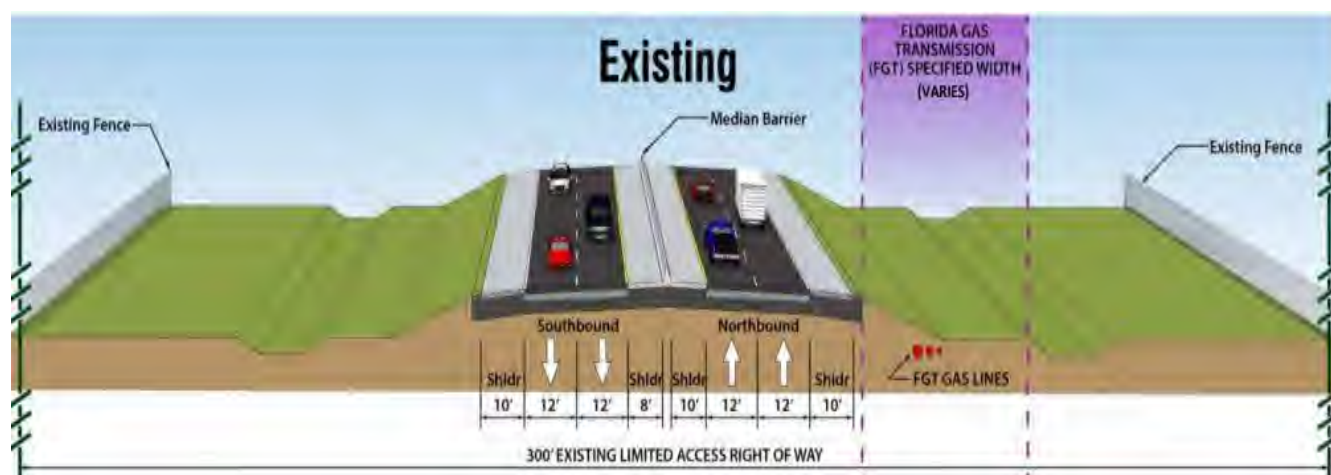 FLORIDA GAS
TRANSMISSION
(FGT) SPECIFIED WIDTH
(VARIES)
Existing
Existing Fence
Median Barrier
Existing Fence
Southbound
Northbound
Shldr
Shldr
Shldr
Shldr
FGT GAS LINES
10' 12' 12' 8' 10' 12' 12' 10'
300' EXISTING LIMITED ACCESS RIGHT OF WAY